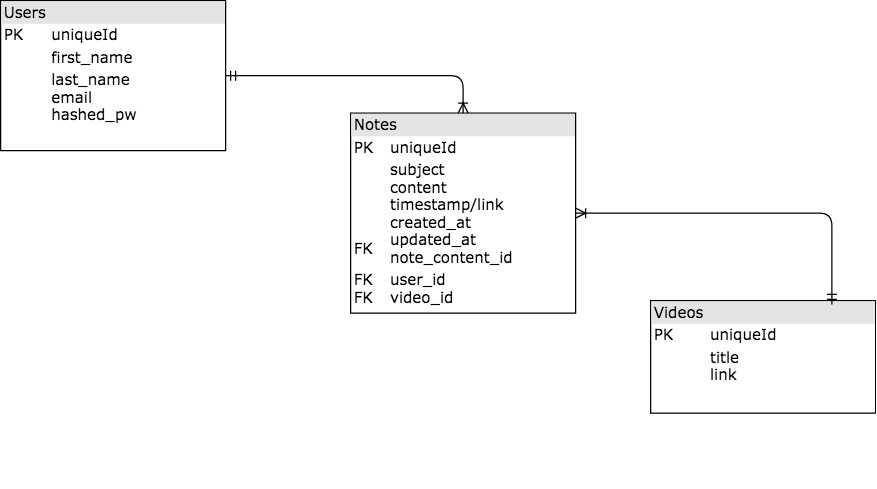 Users
PK uniqueId
first_name
last_name
email
hashed_pw
Notes
PK uniqueId
subject
content
timestamp/link
created_at
updated_at
FK note_content_id
FK user_id
FK video_id
Videos
PK uniqueId
title
link